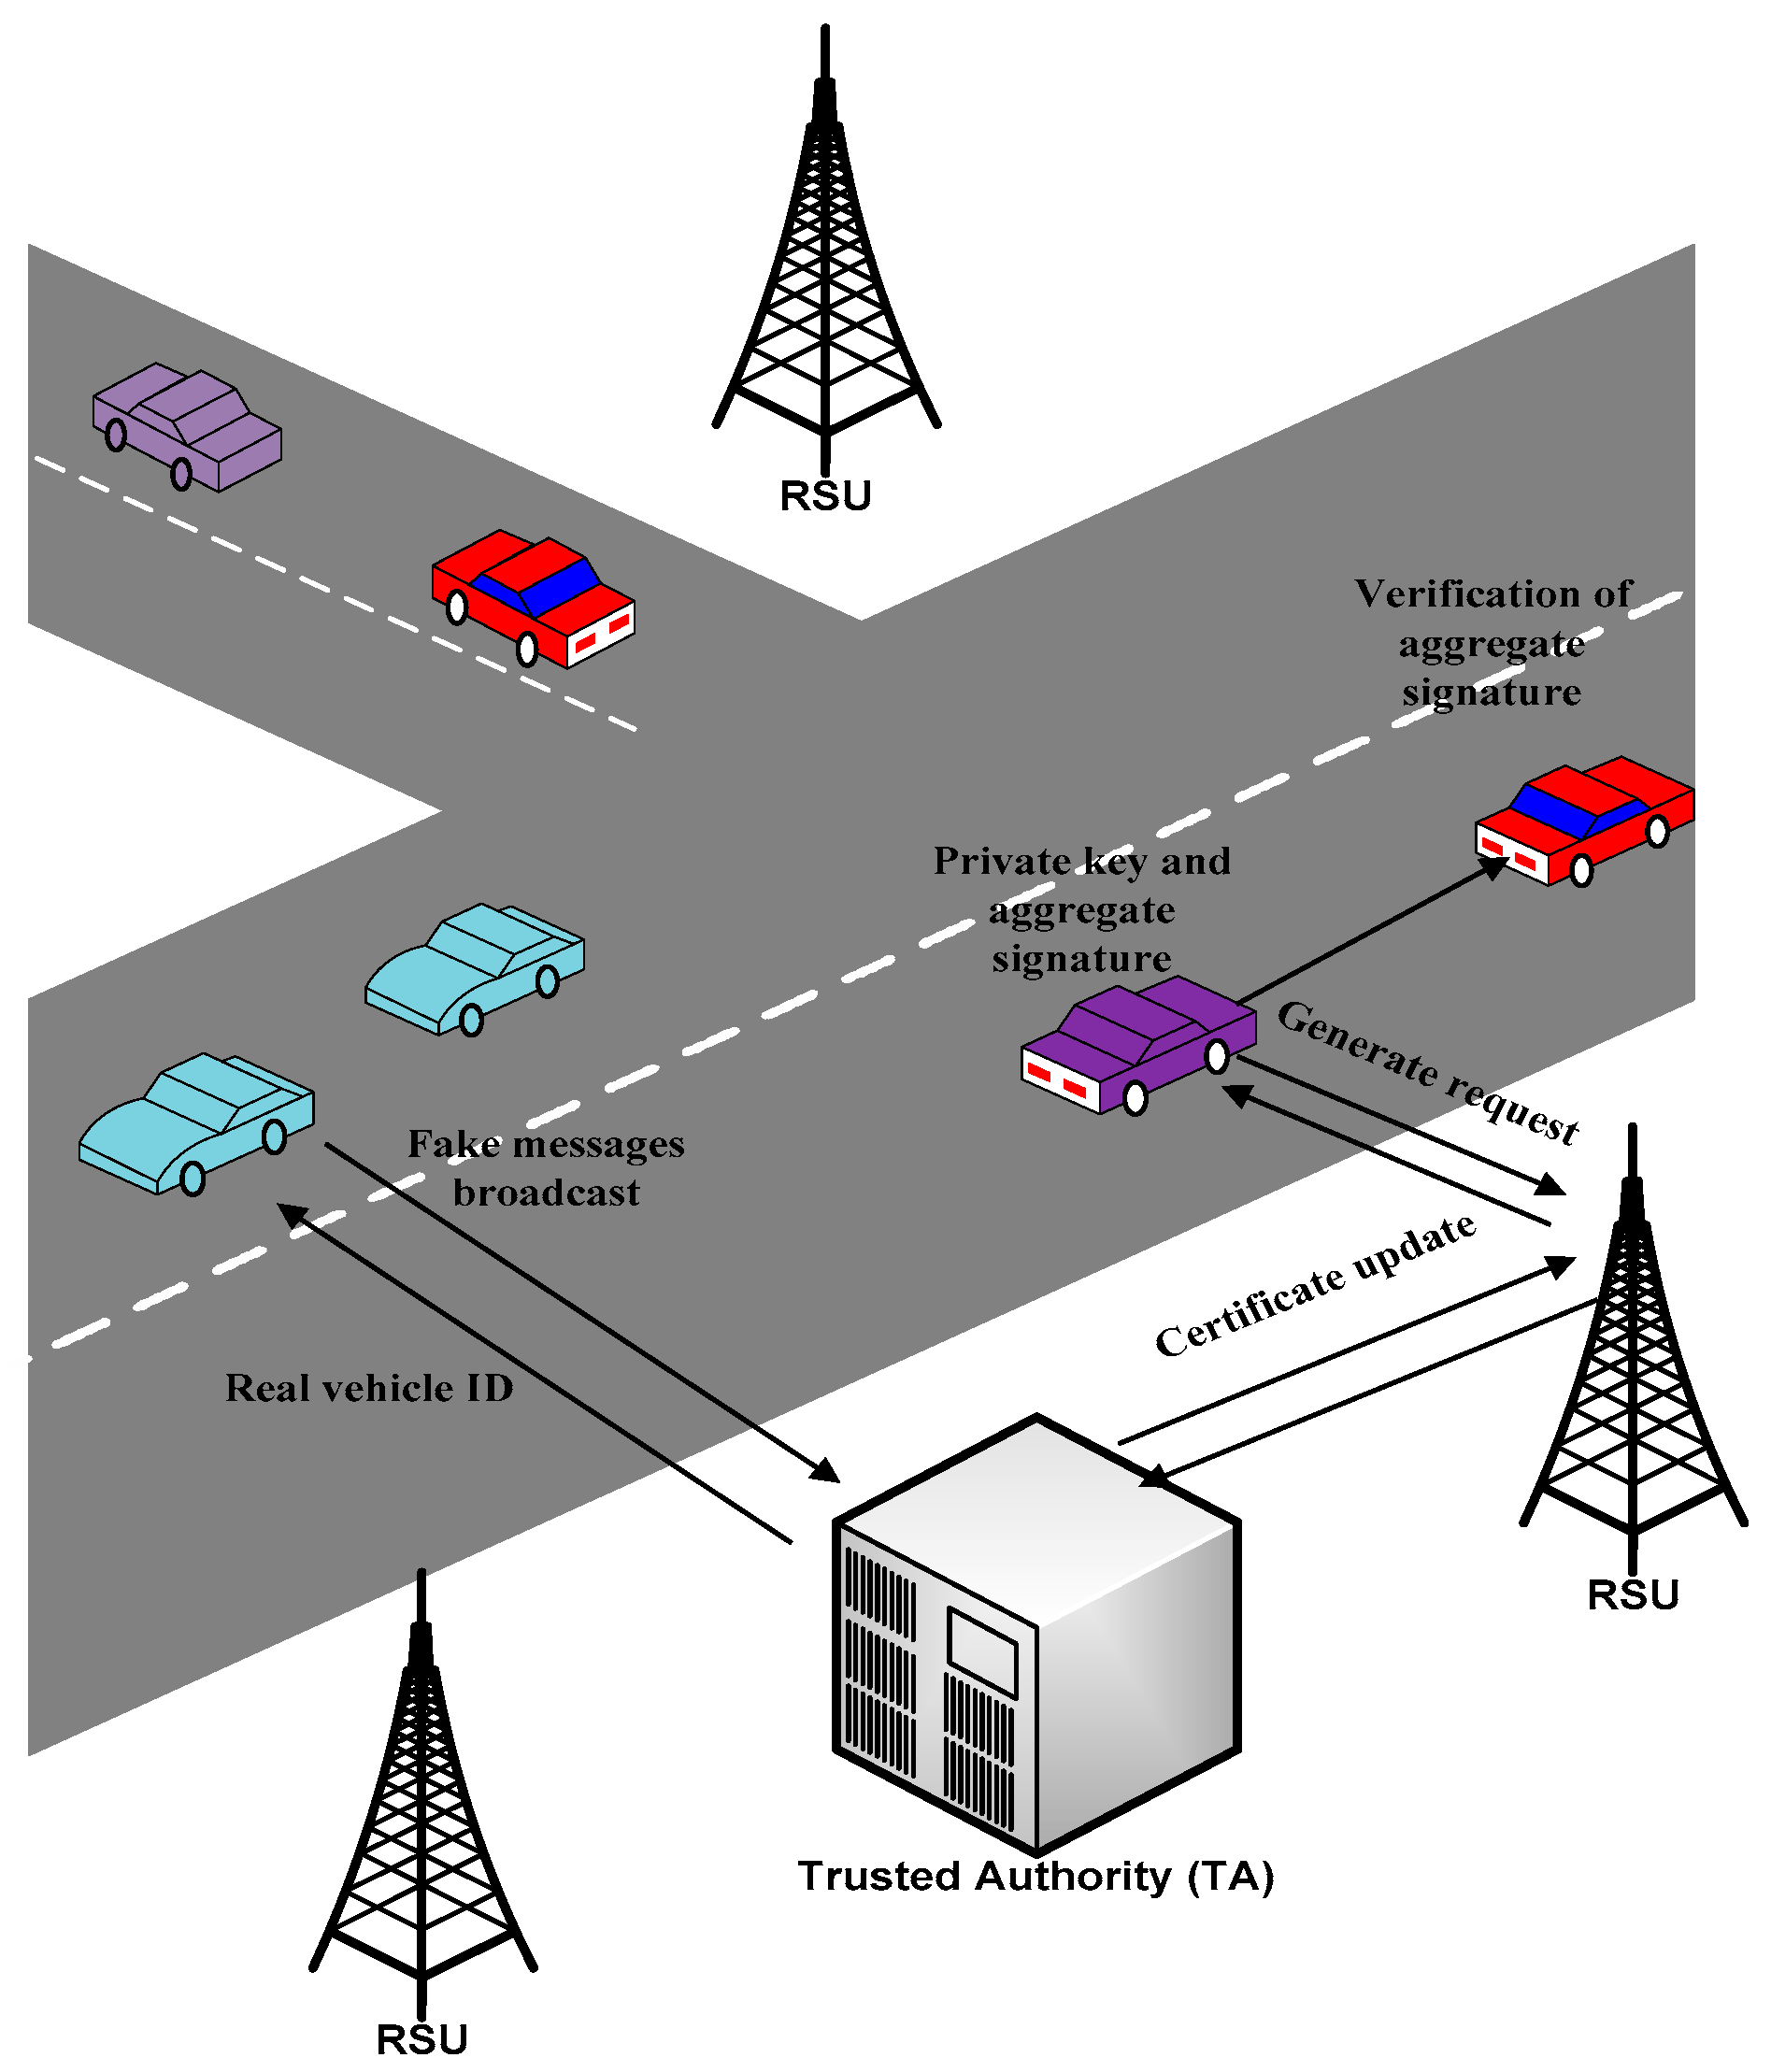 RSU
Verification of
aggregate
signature
Private key and
aggregate
signature
Generate request
Fake messages
broadcast
Certificate update
Real vehicle ID
RSU
Trusted Authority (TA)
RSU